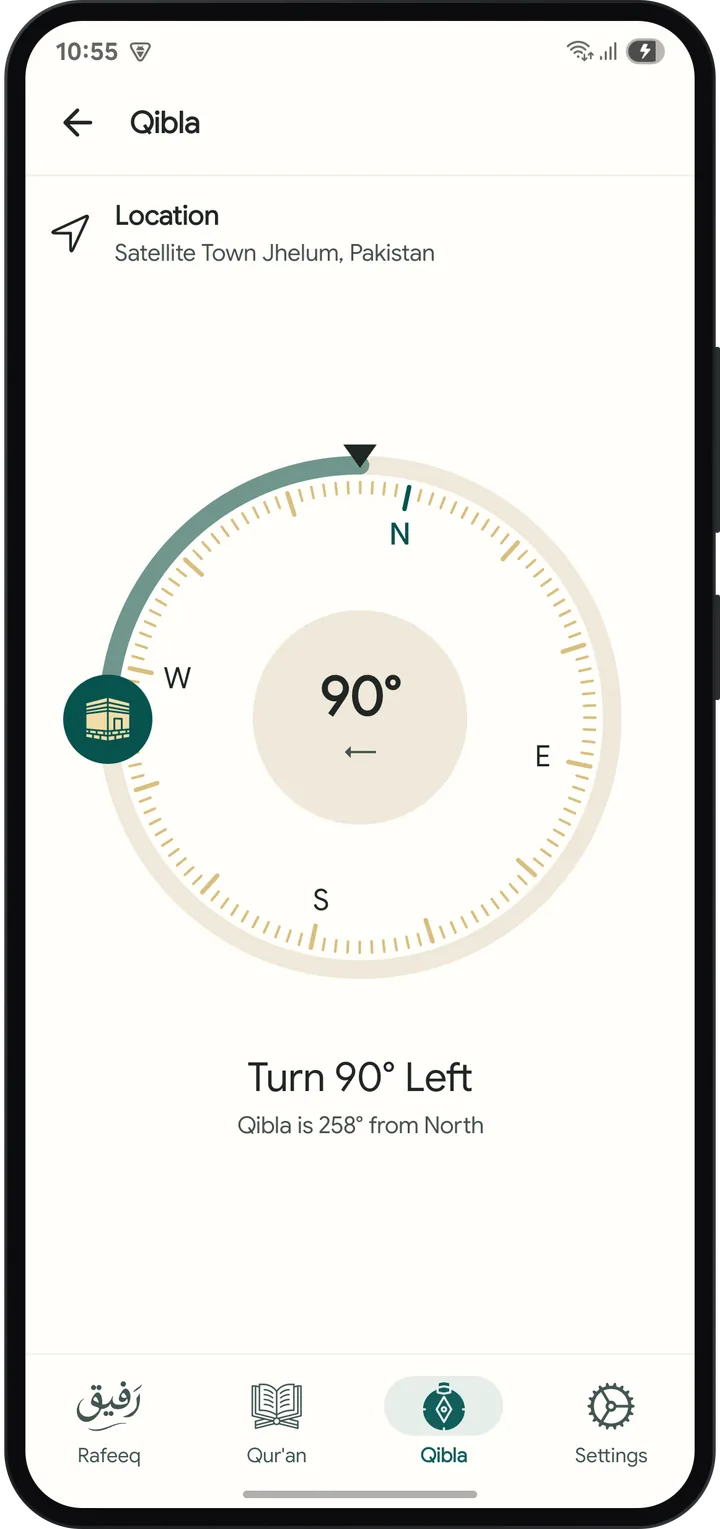 10:55
Qibla
Location
Satellite Town Jhelum, Pakistan
N
W
90°
E
S
Turn 90° Left
Qibla is 258° from North
رَفيق
Rafeeq
Qur'an
Qibla
Settings